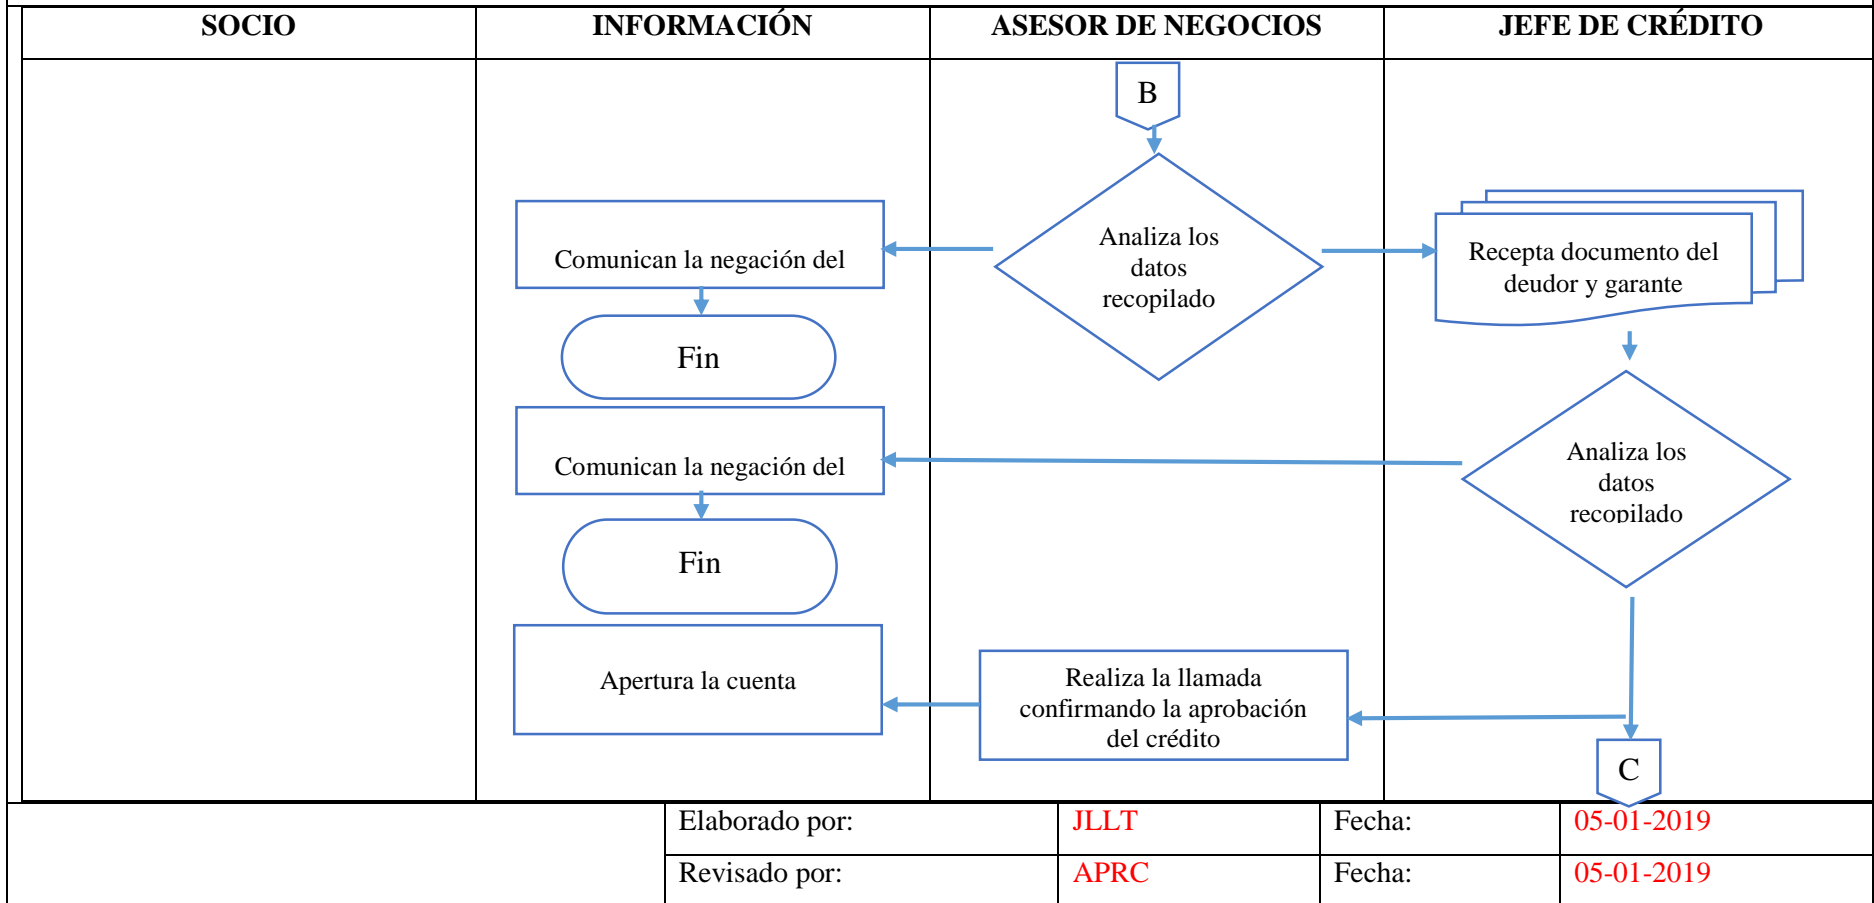 SOCIO INFORMACIÓN ASESOR DE NEGOCIOS JEFE DE CRÉDITO
B
Analiza los
datos
recopilado
Comunican la negación del
Recepta documento del
deudor y garante
Fin
Analiza los
datos
recopilado
Comunican la negación del
Fin
Apertura la cuenta
Realiza la llamada
confirmando la aprobación
del crédito
C
Elaborado por: JLLT Fecha: 05-01-2019
Revisado por: APRC Fecha: 05-01-2019